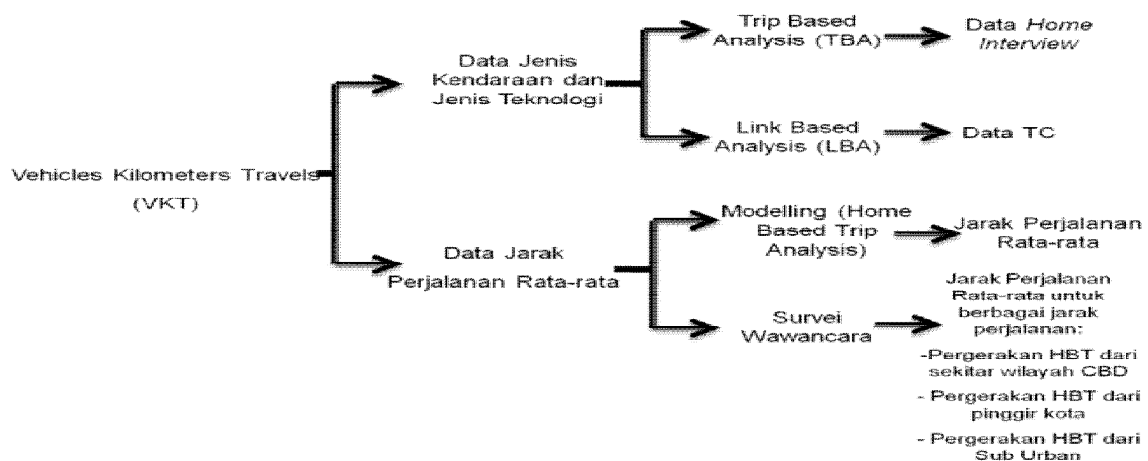 Vehicles Kilometers Travels
(VKT)
Data Jenis
Kendaraan dan
Jenis Teknologi
Trip Based
Analysis (TBA)
Data Home
Interview
Link Based
Analysis (LBA)
Data TC
Data Jarak
Perjalanan Rata-rata
Modelling (Home
Based Trip
Analysis)
Jarak Perjalanan
Rata-rata
Survei
Wawancara
Jarak Perjalanan
Rata-rata untuk
berbagai jarak
perjalanan:
-Pergerakan HBT dari
sekitar wilayah CBD
- Pergerakan HBT dari
pinggir kota
- Pergerakan HBT dari
Sub Urban